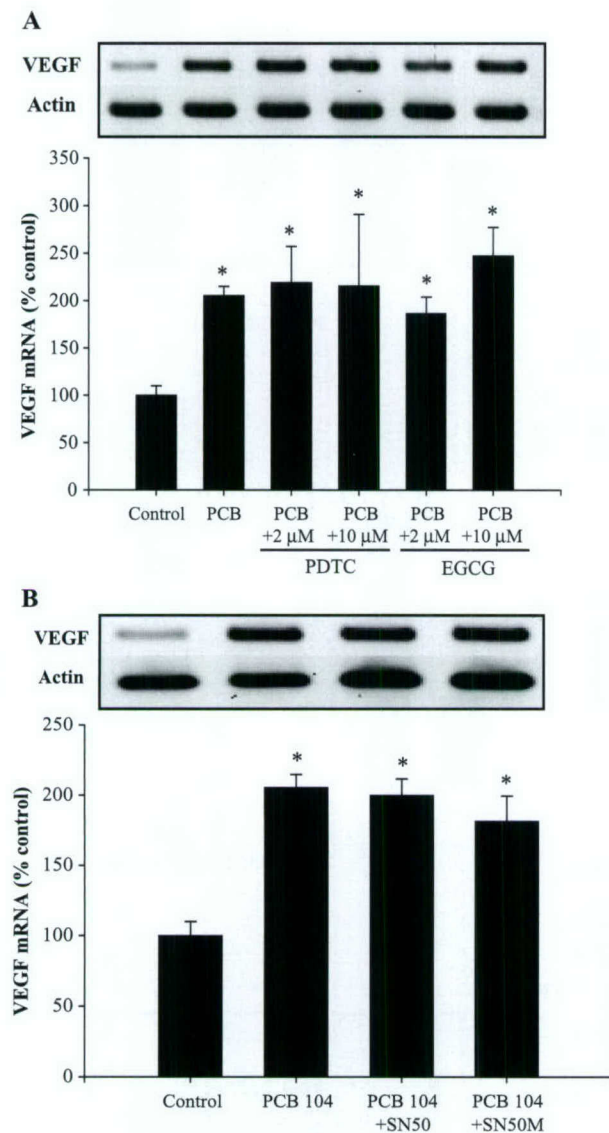 A
VEGF
Actin
VEGF mRNA (% control)
350
300
250
200
150
100
50
0
* * * * *
Control PCB PCB +2 µM PCB +10 µM PCB +2 µM PCB +10 µM
PDTC EGCG
B
VEGF
Actin
VEGF mRNA (% control)
250
200
150
100
50
0
* * *
Control PCB 104 PCB 104 +SN50 PCB 104 +SN50M